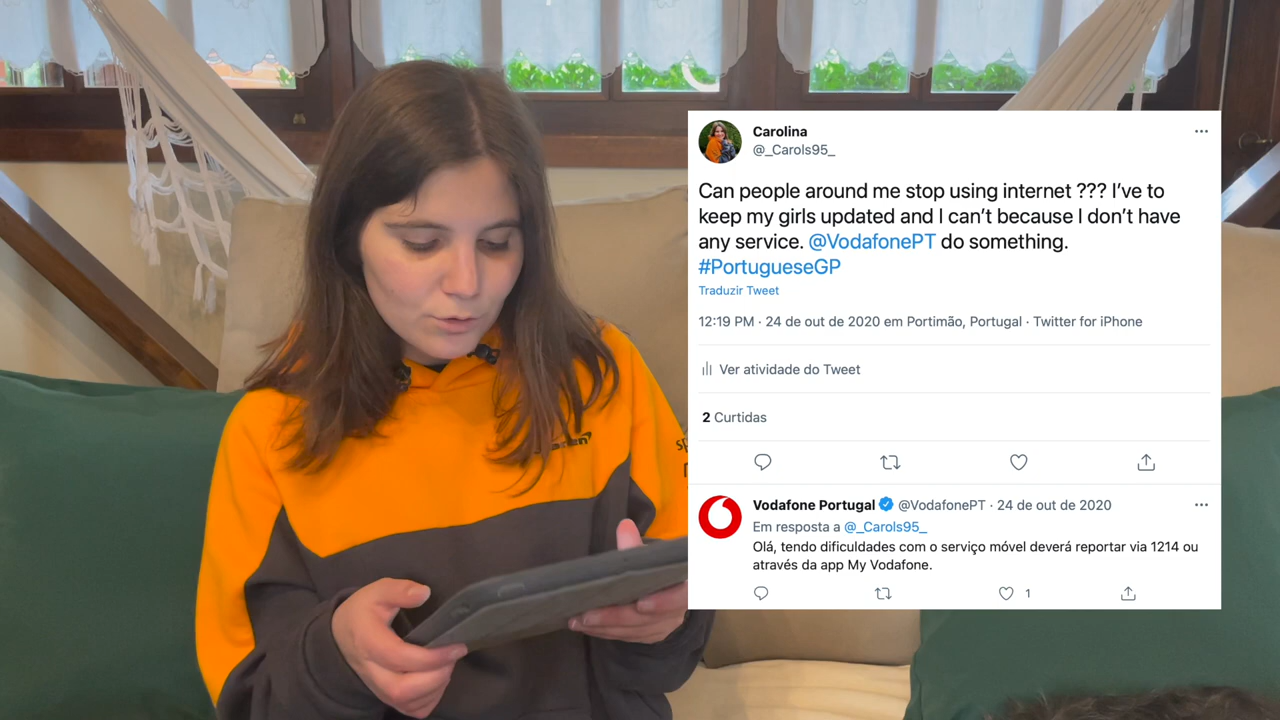 Carolina
@_Carols95_
Can people around me stop using internet ??? I’ve to
keep my girls updated and I can’t because I don’t have
any service. @VodafonePT do something.
#PortugueseGP
Traduzir Tweet
12:19 PM · 24 de out de 2020 em Portimão, Portugal · Twitter for iPhone
Ver atividade do Tweet
2 Curtidas
Vodafone Portugal @VodafonePT · 24 de out de 2020
Em resposta a @_Carols95_
Olá, tendo dificuldades com o serviço móvel deverá reportar via 1214 ou
através da app My Vodafone.
1